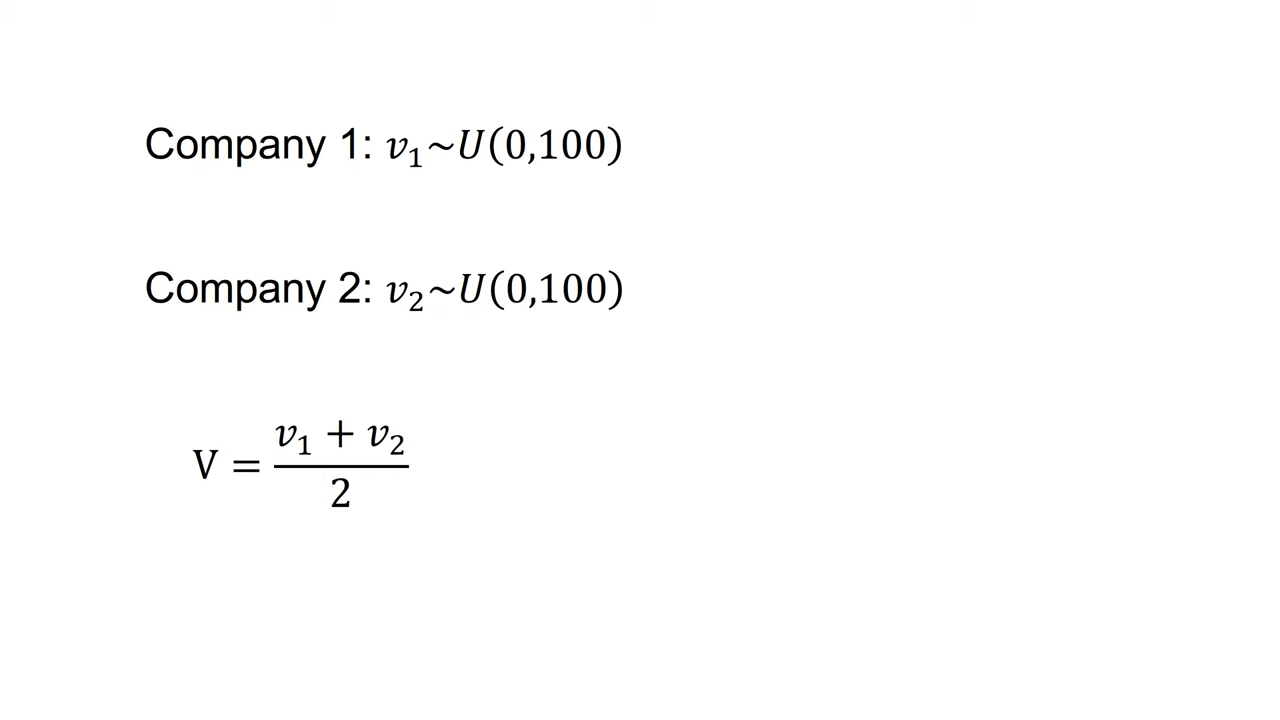 Company 1: v₁~U(0,100)
Company 2: v₂~U(0,100)
V = (v₁ + v₂)/2